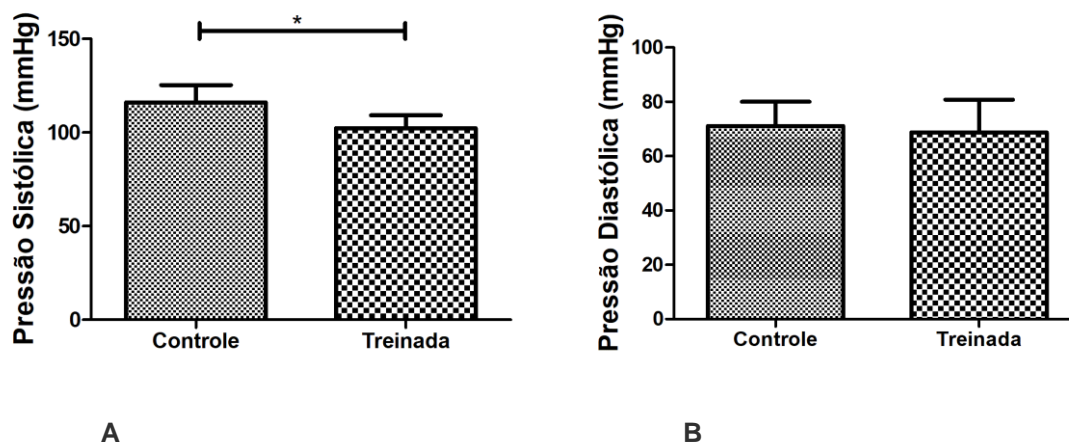 Pressão Sistólica (mmHg)
150
100
50
0
*
Controle
Treinada
A
Pressão Diastólica (mmHg)
100
80
60
40
20
0
Controle
Treinada
B